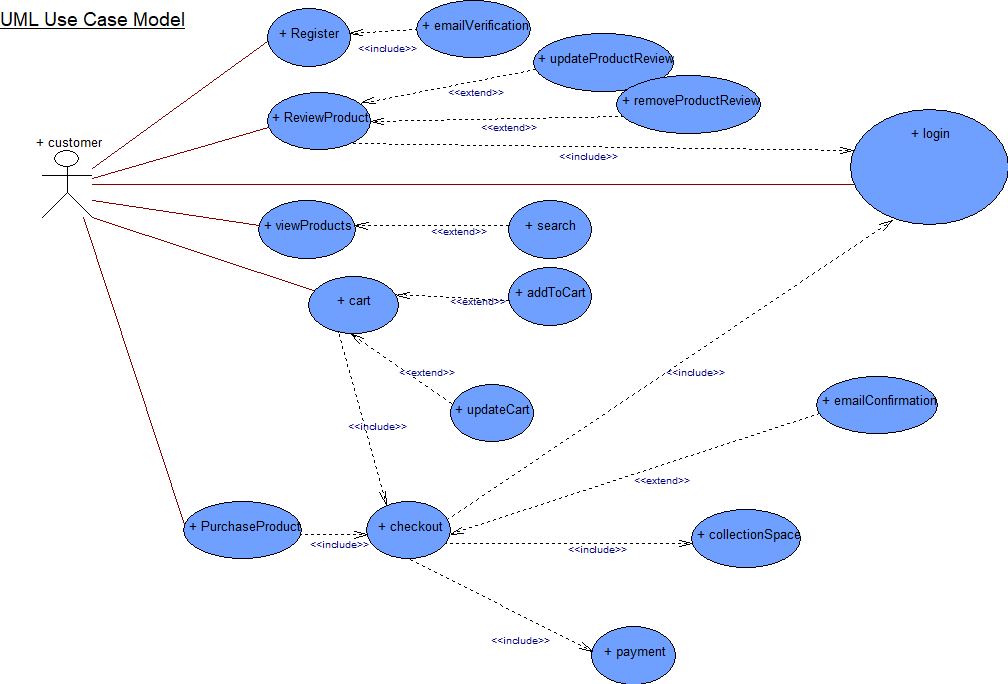 UML Use Case Model
+ Register
+ emailVerification
<<include>>
+ updateProductReview
<<extend>>
+ removeProductReview
+ ReviewProduct
<<extend>>
+ login
+ customer
<<include>>
+ viewProducts
+ search
<<extend>>
+ cart
+ addToCart
<<extend>>
<<extend>>
<<include>>
+ updateCart
+ emailConfirmation
<<include>>
<<extend>>
+ PurchaseProduct
+ checkout
<<include>>
+ collectionSpace
<<include>>
<<include>>
+ payment